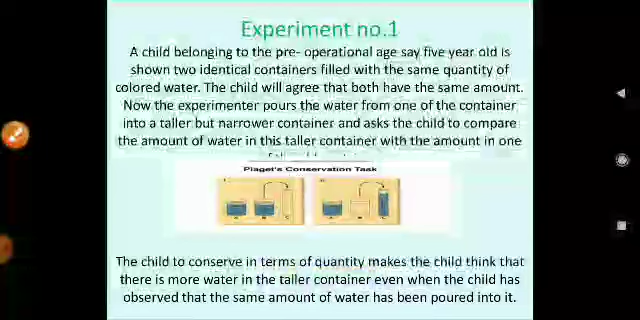 Experiment no.1
A child belonging to the pre- operational age say five year old is
shown two identical containers filled with the same quantity of
colored water. The child will agree that both have the same amount.
Now the experimenter pours the water from one of the container
into a taller but narrower container and asks the child to compare
the amount of water in this taller container with the amount in one
Piaget's Conservation Task
The child to conserve in terms of quantity makes the child think that
there is more water in the taller container even when the child has
observed that the same amount of water has been poured into it.